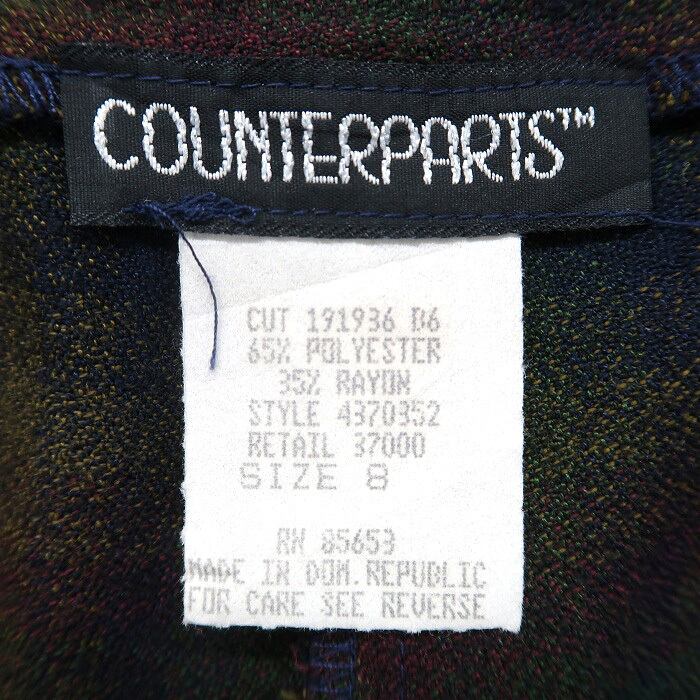 COUNTERPARTS™
CUT 191936 D6
65% POLYESTER
35% RAYON
STYLE 4370352
RETAIL 37000
SIZE 8
RN 85653
MADE IN DOM.REPUBLIC
FOR CARE SEE REVERSE